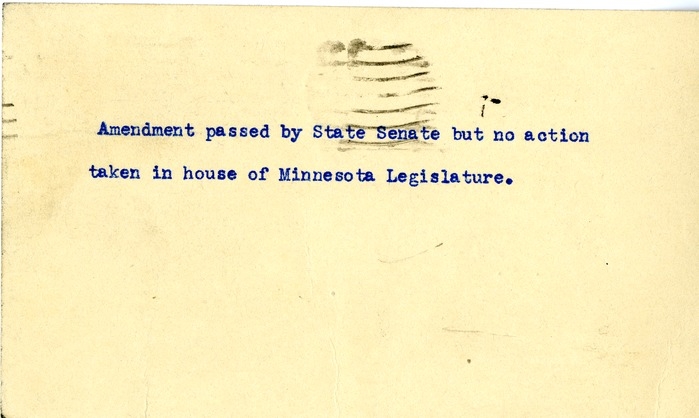 Amendment passed by State Senate but no action
taken in house of Minnesota Legislature.